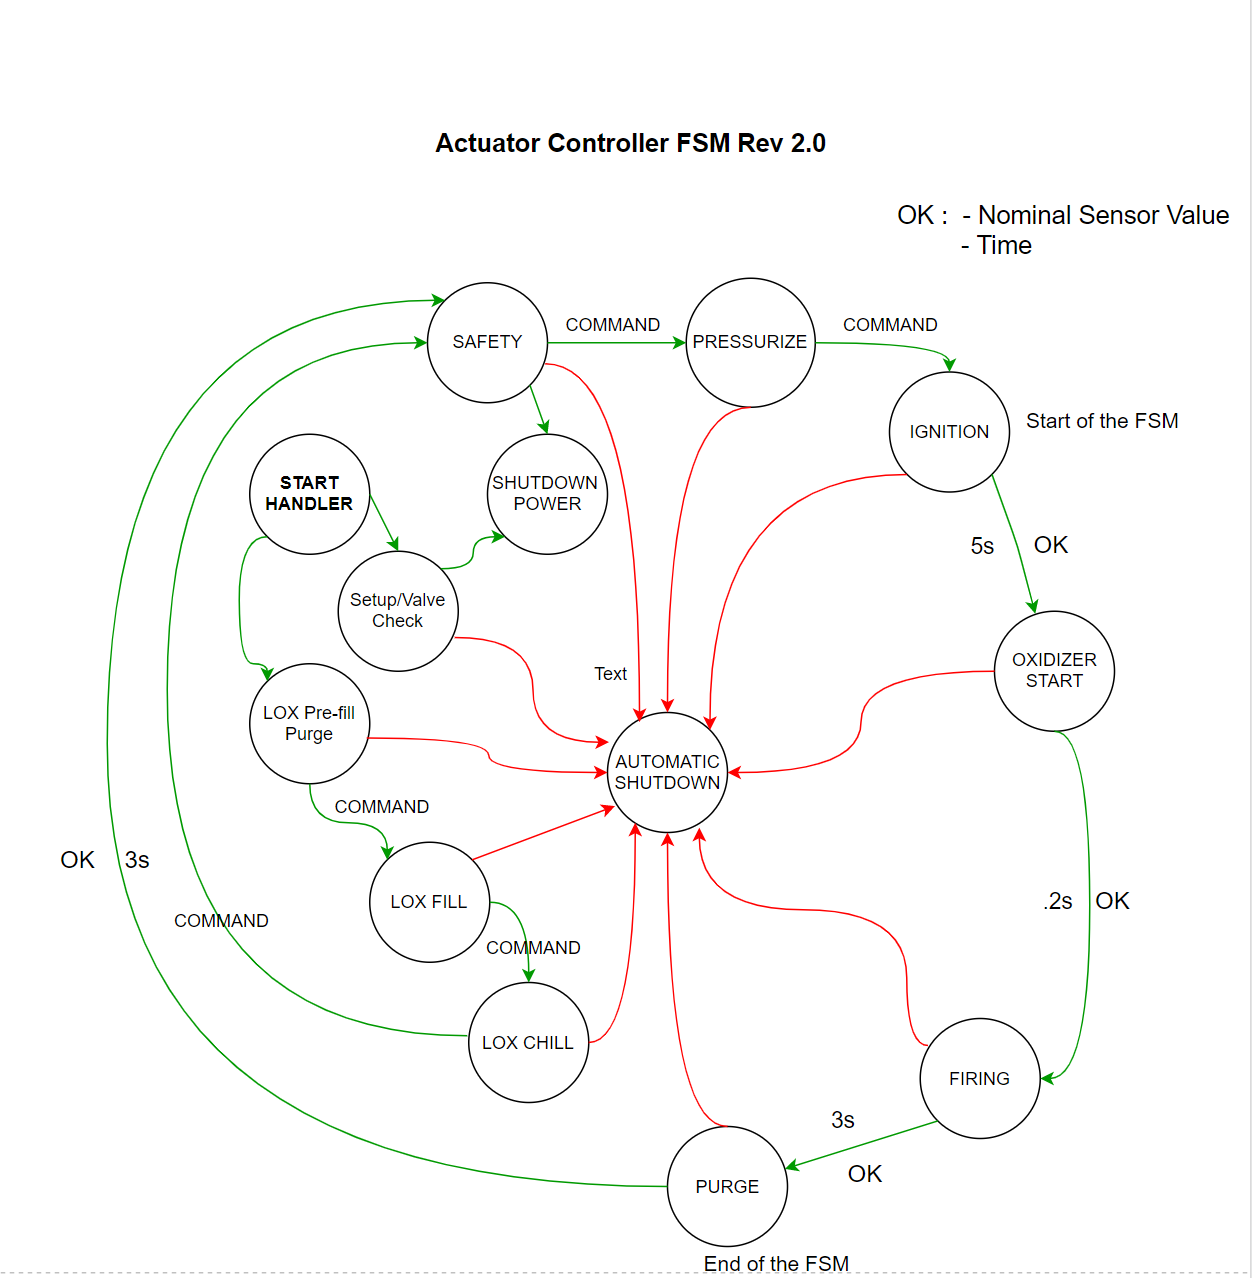 Actuator Controller FSM Rev 2.0
OK :  - Nominal Sensor Value
- Time
SAFETY
COMMAND
PRESSURIZE
COMMAND
IGNITION
Start of the FSM
START
HANDLER
SHUTDOWN
POWER
5s
OK
Setup/Valve
Check
OXIDIZER
START
Text
LOX Pre-fill
Purge
AUTOMATIC
SHUTDOWN
COMMAND
OK
3s
LOX FILL
.2s
OK
COMMAND
COMMAND
LOX CHILL
FIRING
3s
OK
PURGE
End of the FSM